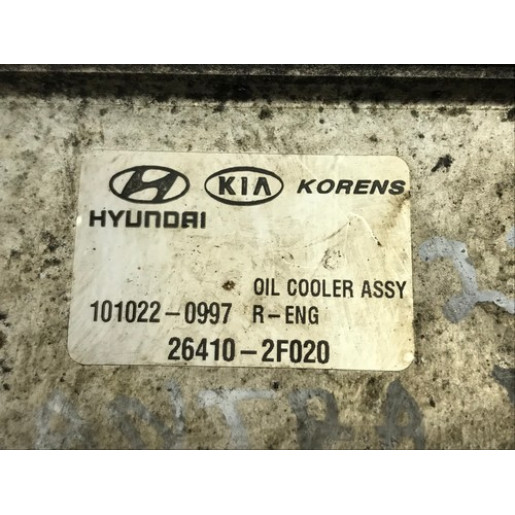 HYUNDAI KIA KORENS
OIL COOLER ASSY
101022-0997 R-ENG
26410-2F020